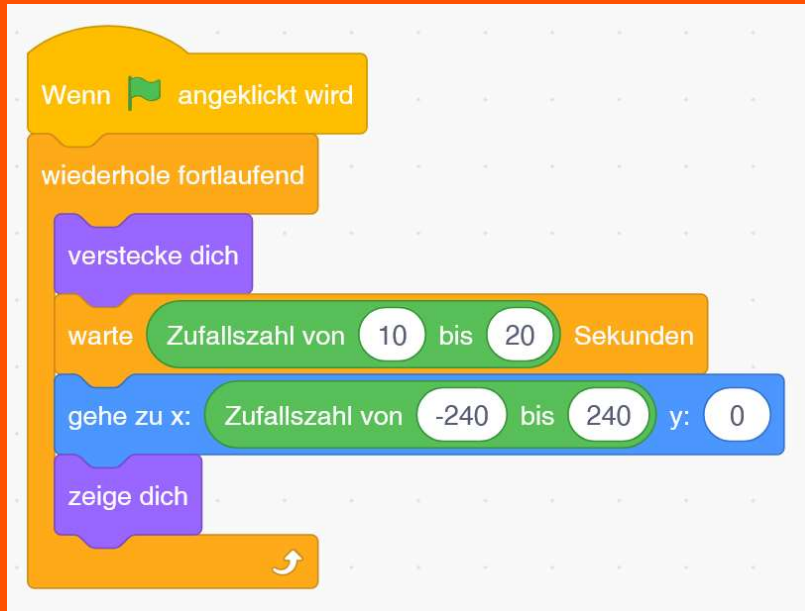 Wenn angeklickt wird
wiederhole fortlaufend
verstecke dich
warte Zufallszahl von 10 bis 20 Sekunden
gehe zu x: Zufallszahl von -240 bis 240 y: 0
zeige dich